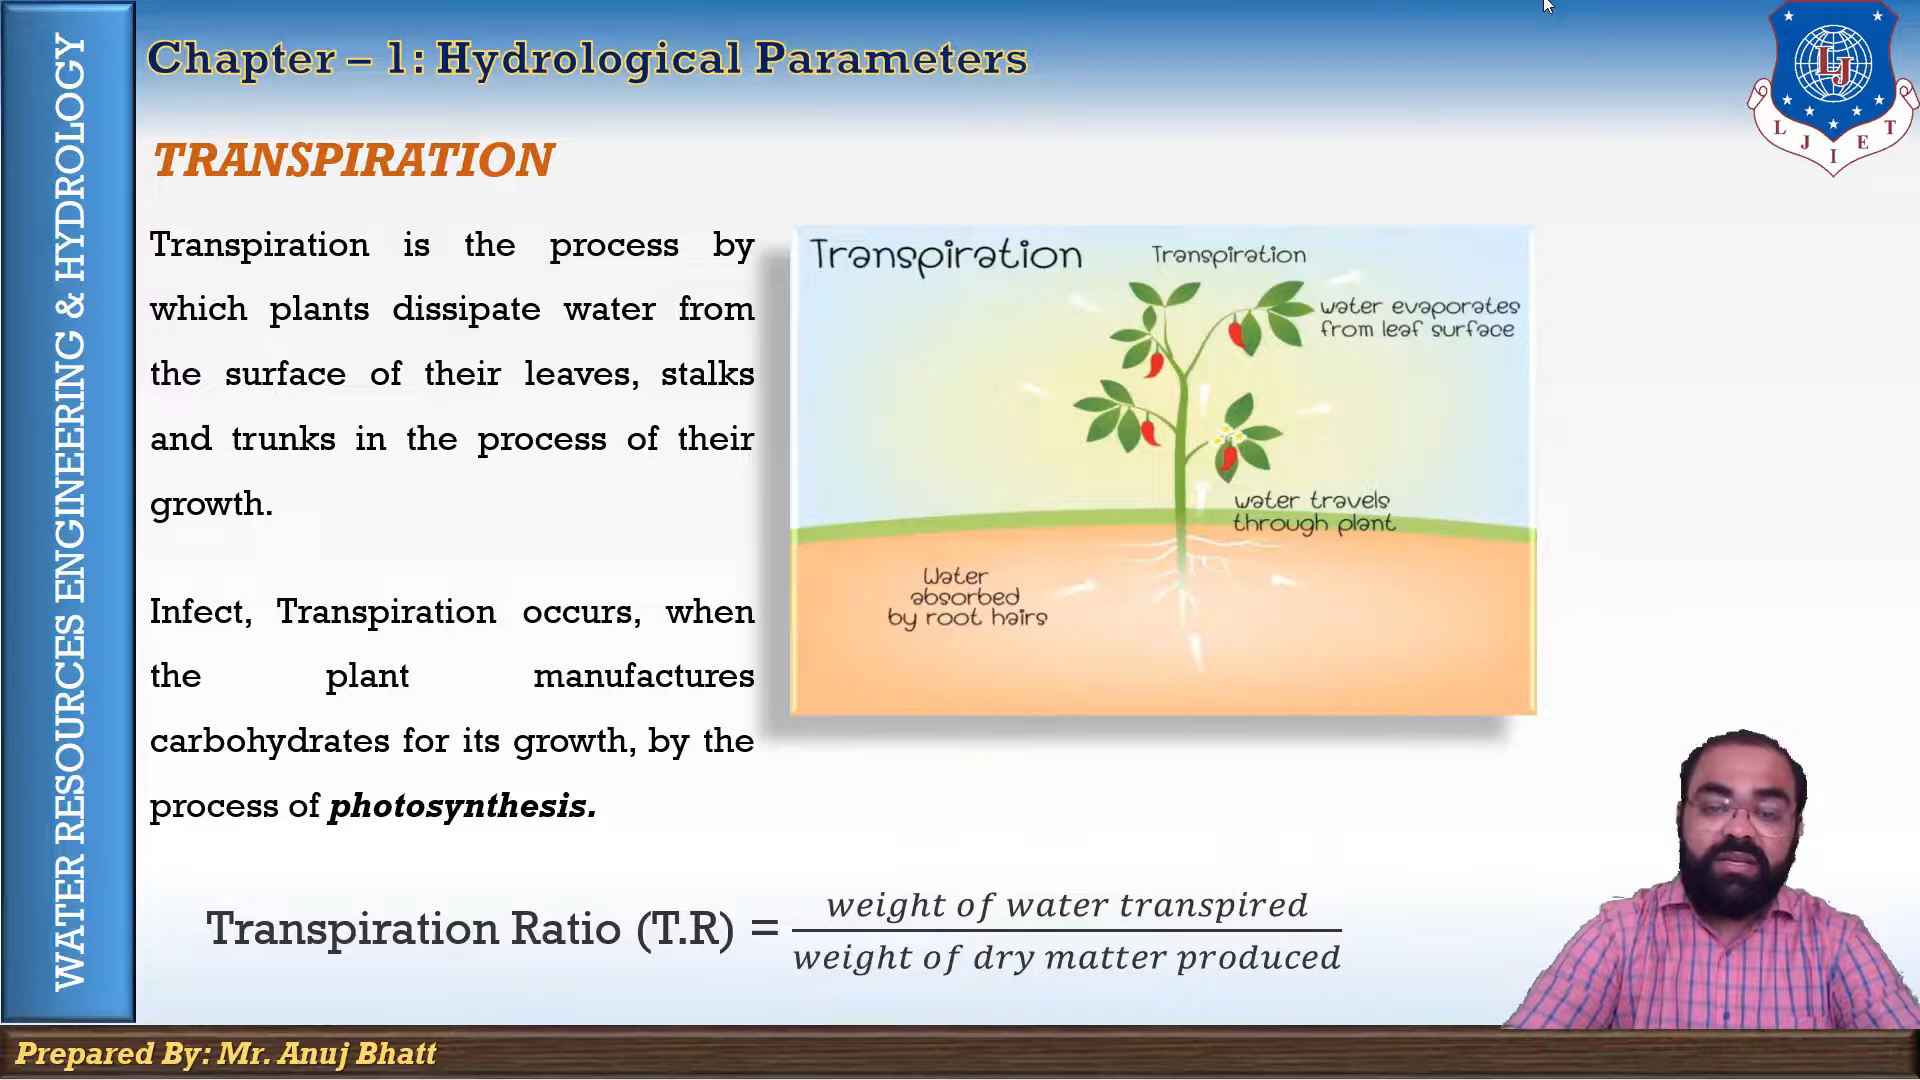 Chapter – 1: Hydrological Parameters
WATER RESOURCES ENGINEERING & HYDROLOGY
LJ
L J I E T
TRANSPIRATION
Transpiration is the process by
which plants dissipate water from
the surface of their leaves, stalks
and trunks in the process of their
growth.
Infect, Transpiration occurs, when
the plant manufactures
carbohydrates for its growth, by the
process of photosynthesis.
Transpiration
Transpiration
water evaporates
from leaf surface
water travels
through plant
Water
absorbed
by root hairs
Transpiration Ratio (T.R) = weight of water transpired
weight of dry matter produced
Prepared By: Mr. Anuj Bhatt